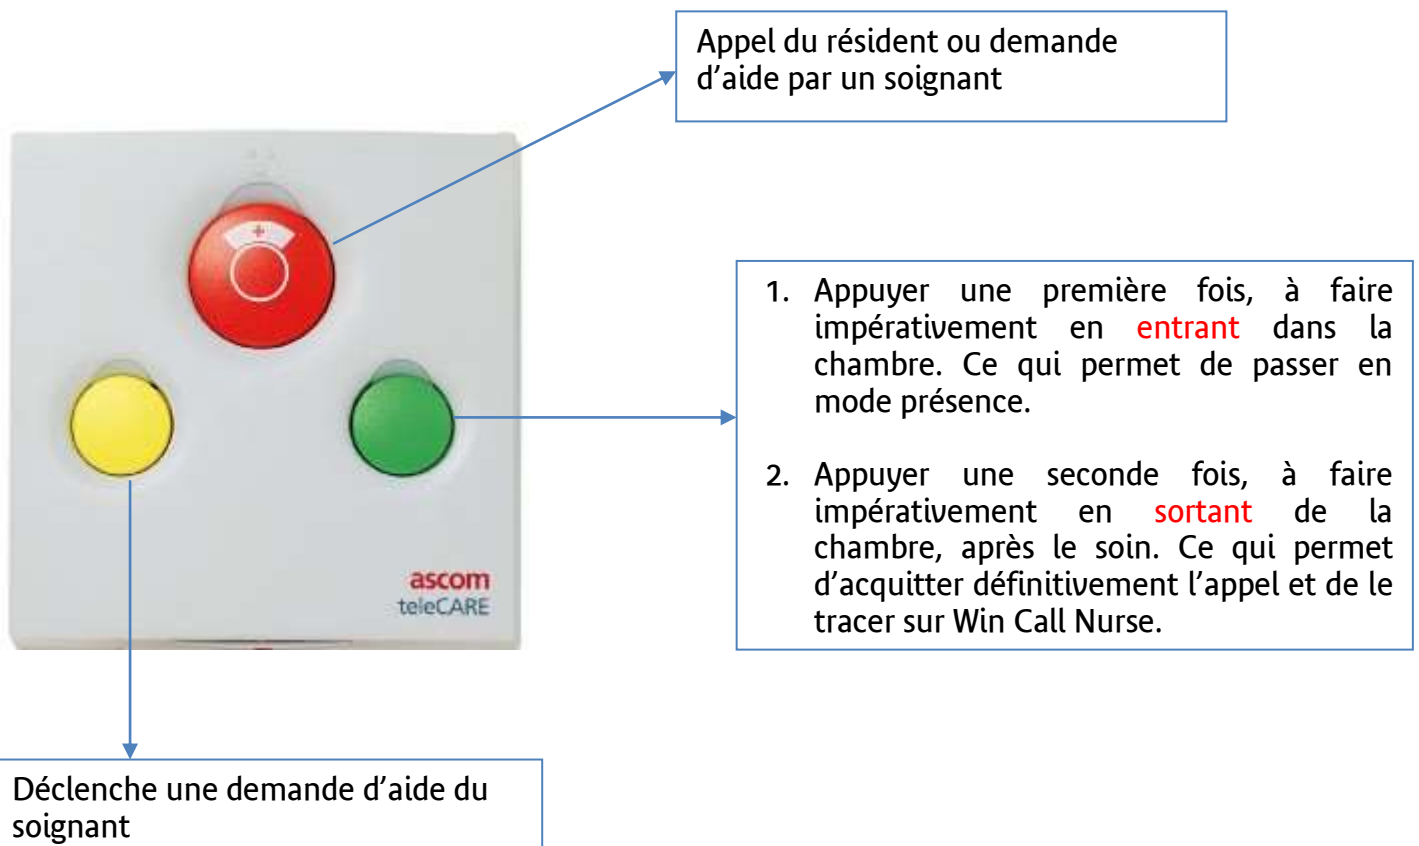 Appel du résident ou demande
d’aide par un soignant
+
1. Appuyer une première fois, à faire
impérativement en entrant dans la
chambre. Ce qui permet de passer en
mode présence.
2. Appuyer une seconde fois, à faire
impérativement en sortant de la
chambre, après le soin. Ce qui permet
d’acquitter définitivement l’appel et de le
tracer sur Win Call Nurse.
ascom
teleCARE
Déclenche une demande d’aide du
soignant